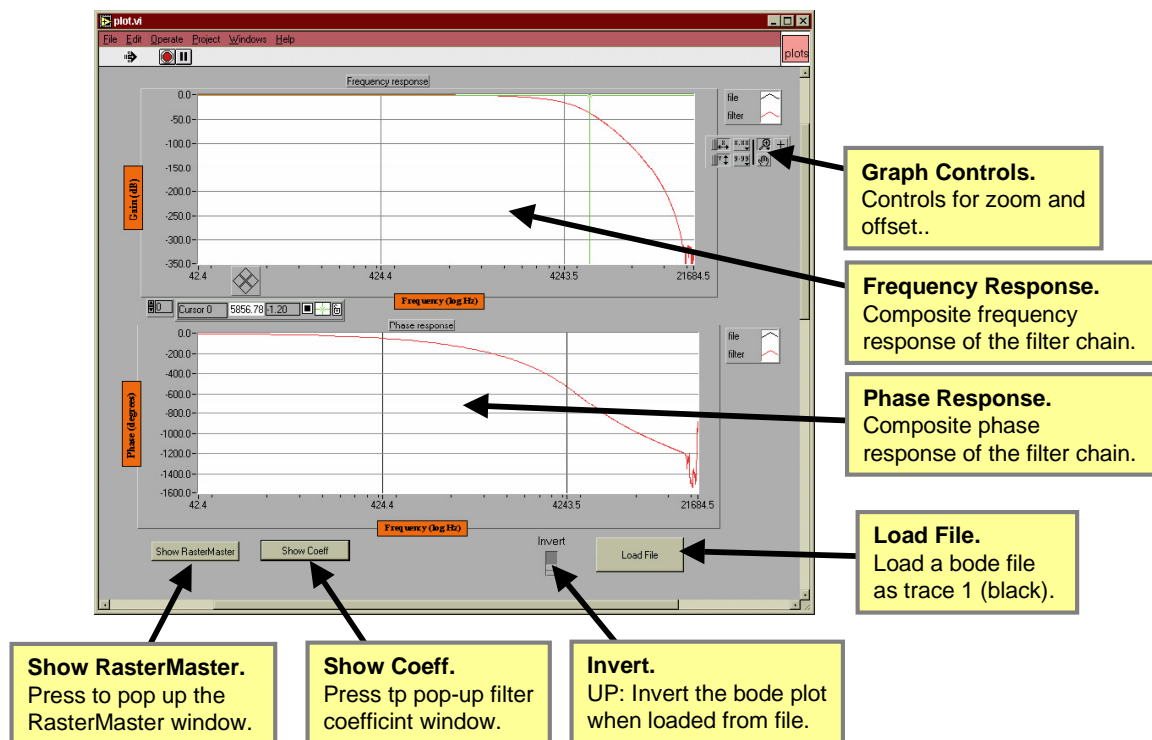 plot.vi
File Edit Operate Project Windows Help
plots
Frequency response
0.0
-50.0
-100.0
-150.0
-200.0
-250.0
-300.0
-350.0
Gain (dB)
42.4 424.4 4243.5 21684.5
Frequency (log Hz)
file
filter
0 Cursor 0 5856.78 -1.20
Phase response
0.0
-200.0
-400.0
-600.0
-800.0
-1000.0
-1200.0
-1400.0
-1600.0
Phase (degrees)
42.4 424.4 4243.5 21684.5
Frequency (log Hz)
file
filter
Show RasterMaster
Show Coeff
Invert
Load File
Graph Controls.
Controls for zoom and
offset..
Frequency Response.
Composite frequency
response of the filter chain.
Phase Response.
Composite phase
response of the filter chain.
Load File.
Load a bode file
as trace 1 (black).
Show RasterMaster.
Press to pop up the
RasterMaster window.
Show Coeff.
Press tp pop-up filter
coefficint window.
Invert.
UP: Invert the bode plot
when loaded from file.